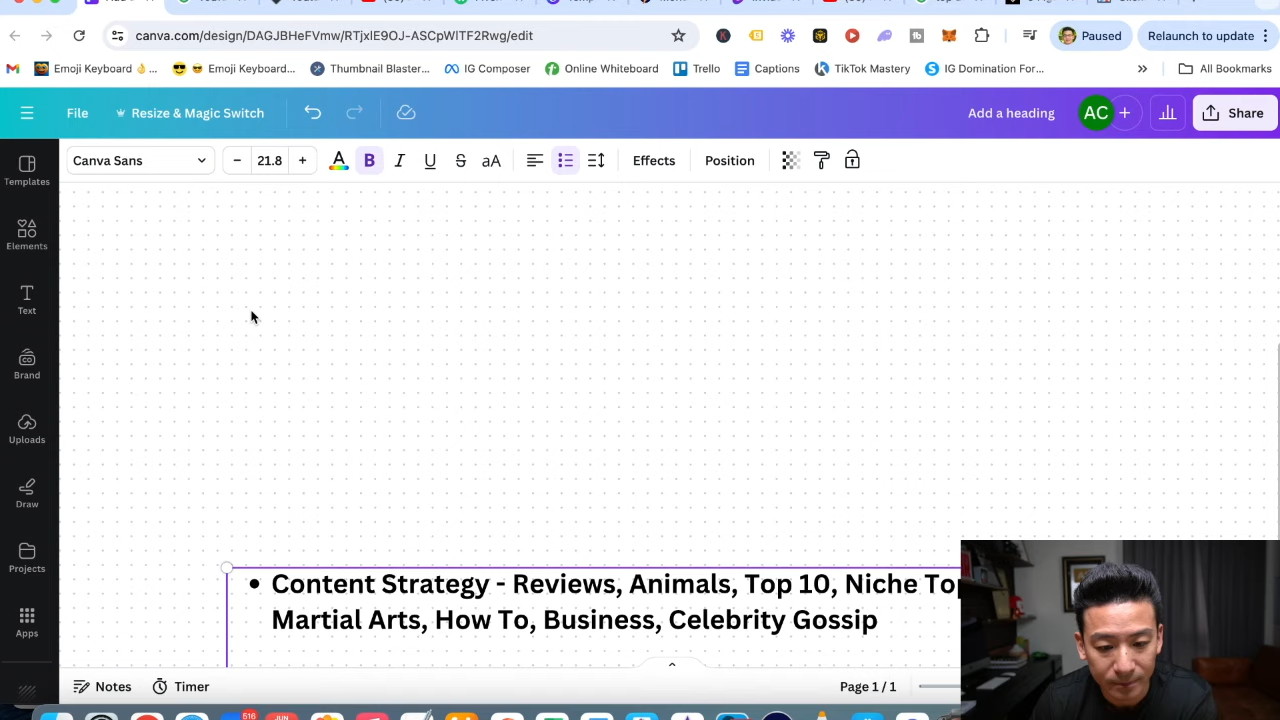 canva.com/design/DAGJBHeFVmw/RTjxlE9OJ-ASCpWlTF2Rwg/edit
Paused
Relaunch to update
Emoji Keyboard
Emoji Keyboard...
Thumbnail Blaster...
IG Composer
Online Whiteboard
Trello
Captions
TikTok Mastery
IG Domination For...
All Bookmarks
File
Resize & Magic Switch
Add a heading
AC
Share
Canva Sans
21.8
A
B
I
U
S
aA
Effects
Position
Templates
Elements
Text
Brand
Uploads
Draw
Projects
Apps
• Content Strategy - Reviews, Animals, Top 10, Niche
Martial Arts, How To, Business, Celebrity Gossip
Notes
Timer
Page 1 / 1
516
JUN